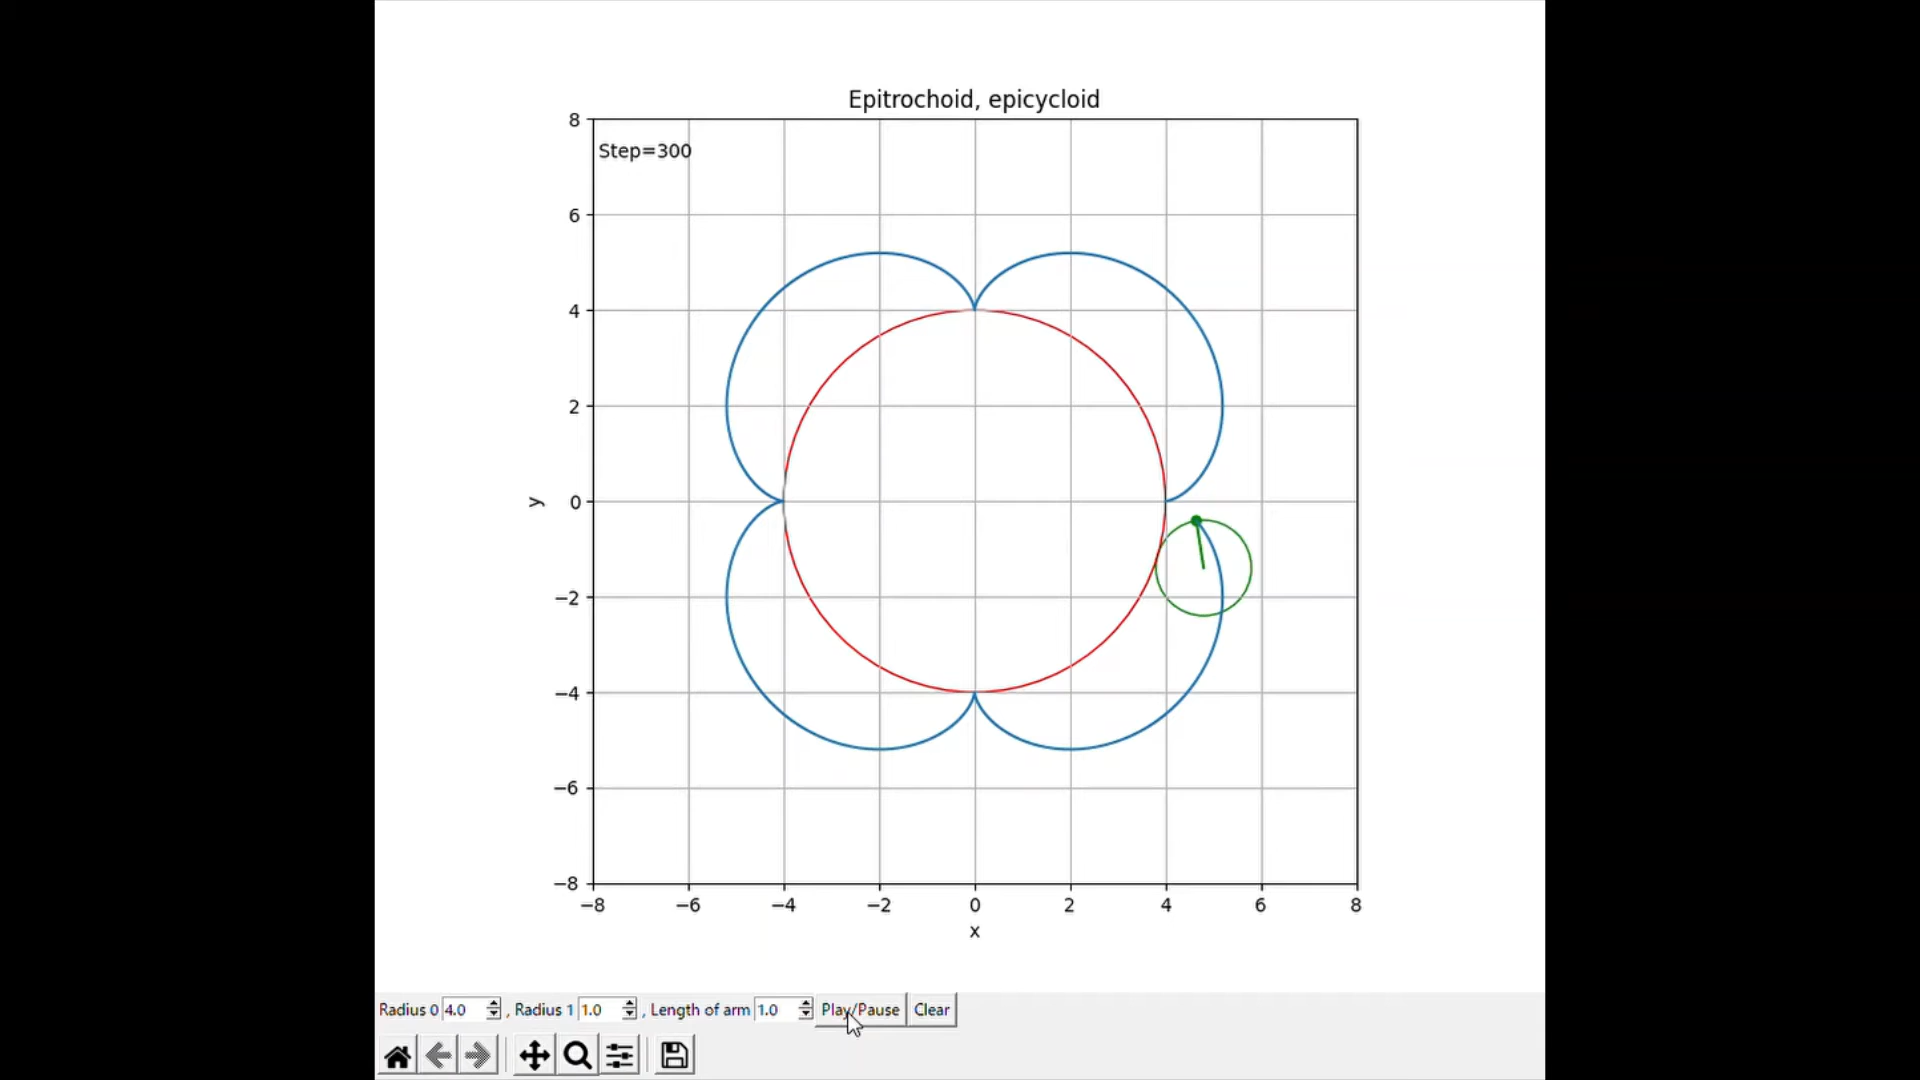 Epitrochoid, epicycloid
8
Step=300
6
4
2
y
0
−2
−4
−6
−8
−8 −6 −4 −2 0 2 4 6 8
x
Radius 0 4.0 , Radius 1 1.0 , Length of arm 1.0 Play/Pause Clear